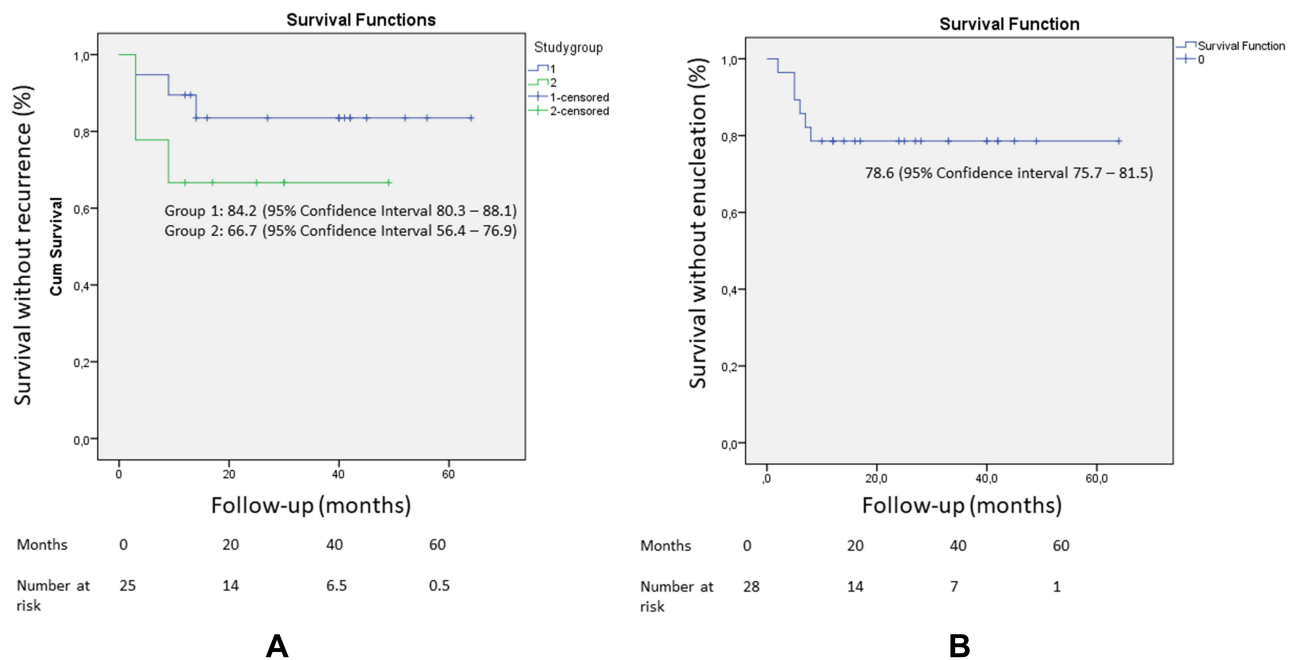 Survival Functions
Survival without recurrence (%)
Cum Survival
1,0
0,8
0,6
0,4
0,2
0,0
0
20
40
60
Studygroup
1
2
1-censored
2-censored
Group 1: 84.2 (95% Confidence Interval 80.3 – 88.1)
Group 2: 66.7 (95% Confidence Interval 56.4 – 76.9)
Follow-up (months)
Months 0 20 40 60
Number at risk 25 14 6.5 0.5
A
Survival Function
Survival without enucleation (%)
1,0
0,8
0,6
0,4
0,2
0,0
,0
20,0
40,0
60,0
Survival Function
0
78.6 (95% Confidence interval 75.7 – 81.5)
Follow-up (months)
Months 0 20 40 60
Number at risk 28 14 7 1
B